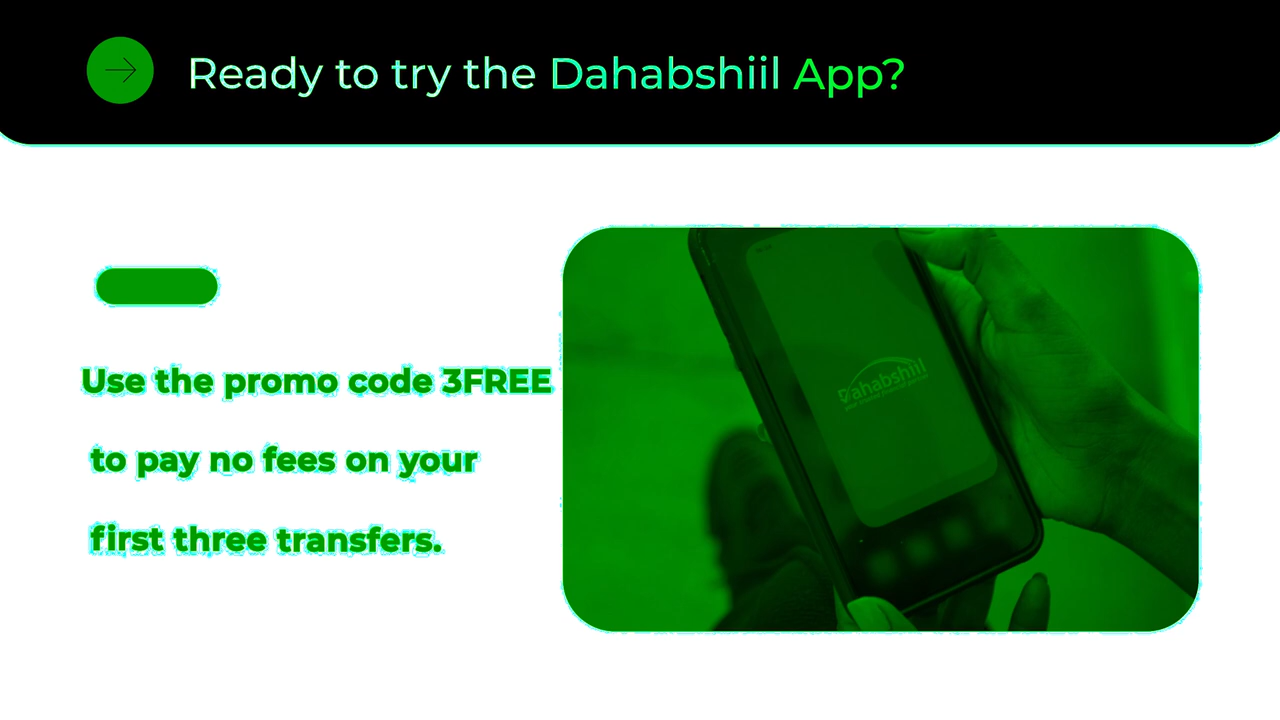 Ready to try the Dahabshiil App?
Use the promo code 3FREE
to pay no fees on your
first three transfers.
Dahabshiil